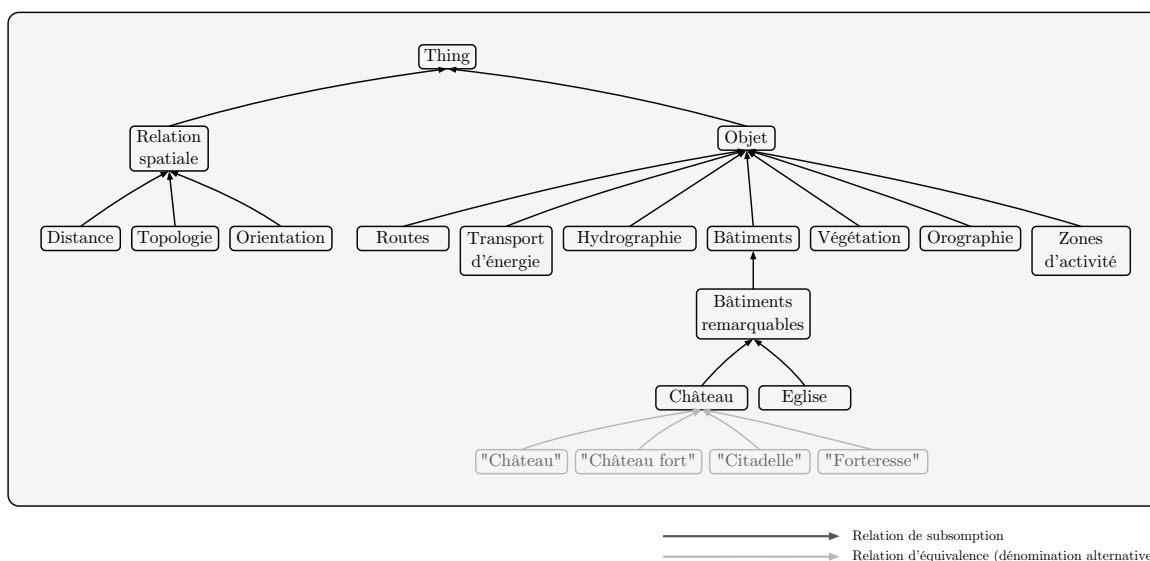 Thing
Relation
spatiale
Objet
Distance
Topologie
Orientation
Routes
Transport
d'énergie
Hydrographie
Bâtiments
Végétation
Orographie
Zones
d'activité
Bâtiments
remarquables
Château
Eglise
"Château"
"Château fort"
"Citadelle"
"Forteresse"
Relation de subsomption
Relation d'équivalence (dénomination alternative